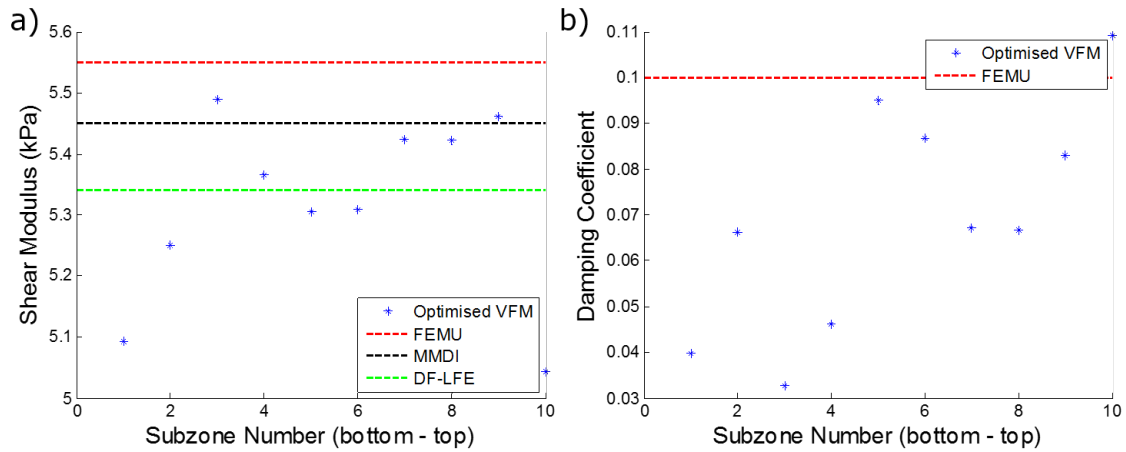 a)
5.6
5.5
5.4
5.3
5.2
5.1
5
Shear Modulus (kPa)
0
2
4
6
8
10
Subzone Number (bottom - top)
Optimised VFM
FEMU
MMDI
DF-LFE
b)
0.11
0.1
0.09
0.08
0.07
0.06
0.05
0.04
0.03
Damping Coefficient
0
2
4
6
8
10
Subzone Number (bottom - top)
Optimised VFM
FEMU